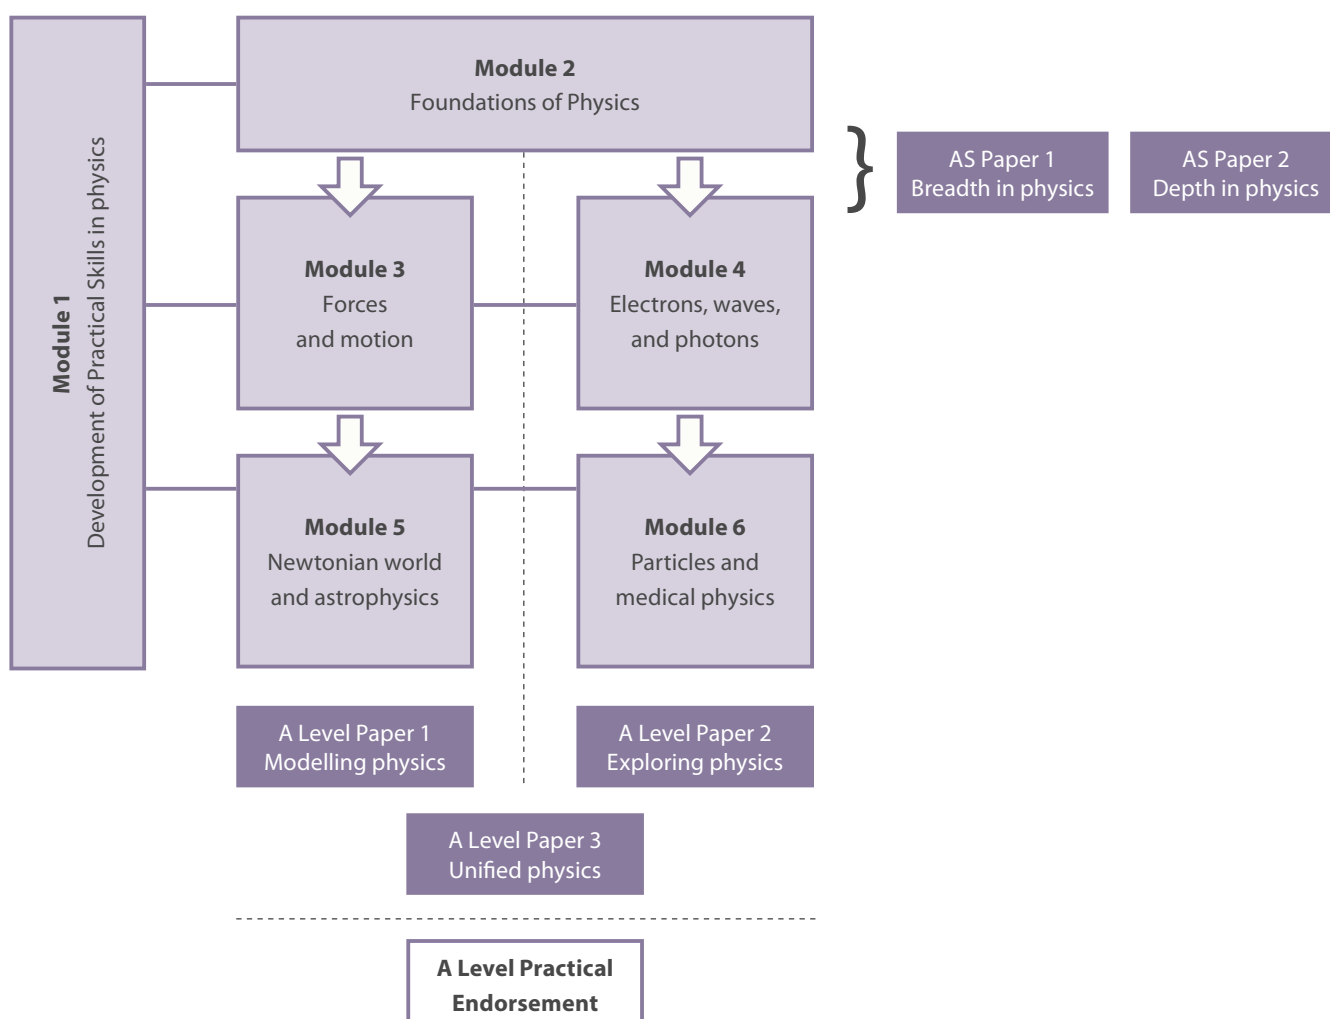 Module 1
Development of Practical Skills in physics
Module 2
Foundations of Physics
}
AS Paper 1
Breadth in physics
AS Paper 2
Depth in physics
Module 3
Forces
and motion
Module 4
Electrons, waves,
and photons
Module 5
Newtonian world
and astrophysics
Module 6
Particles and
medical physics
A Level Paper 1
Modelling physics
A Level Paper 2
Exploring physics
A Level Paper 3
Unified physics
A Level Practical
Endorsement